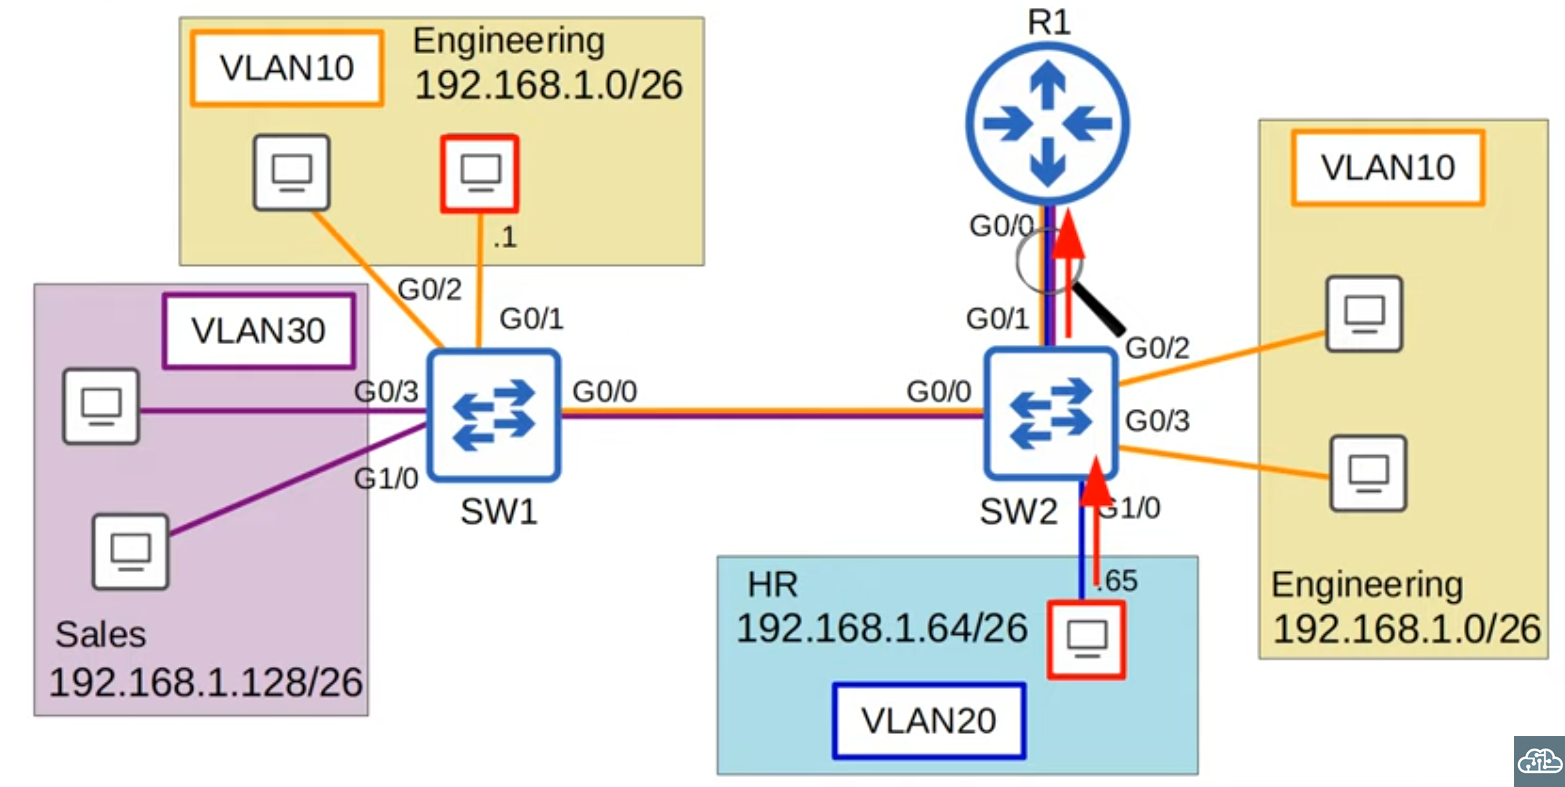 R1
VLAN10
Engineering
192.168.1.0/26
.1
G0/2
G0/1
VLAN30
G0/3
G1/0
Sales
192.168.1.128/26
G0/0
SW1
G0/0
G0/0
G0/1
SW2
G0/2
G0/3
G1/0
VLAN10
Engineering
192.168.1.0/26
HR
192.168.1.64/26
.65
VLAN20